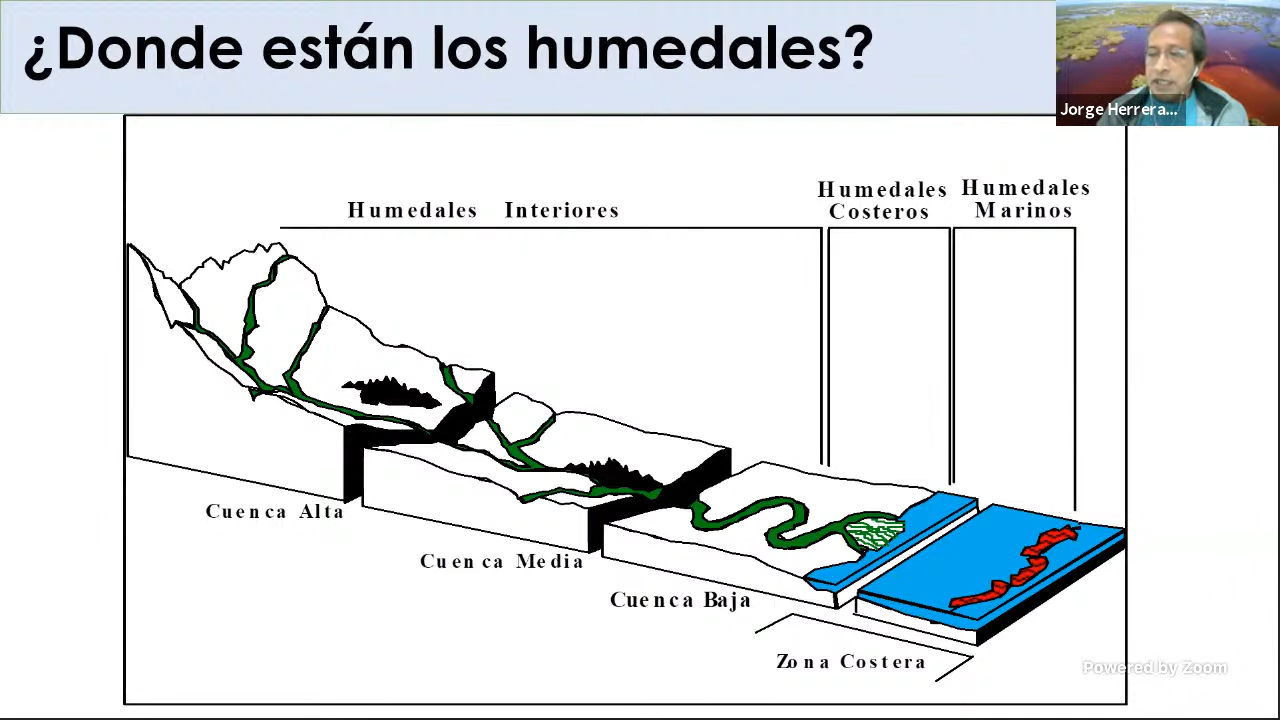 ¿Donde están los humedales?
Jorge Herrera...
Humedales Interiores
Humedales
Costeros
Humedales
Marinos
Cuenca Alta
Cuenca Media
Cuenca Baja
Zona Costera
Powered by Zoom